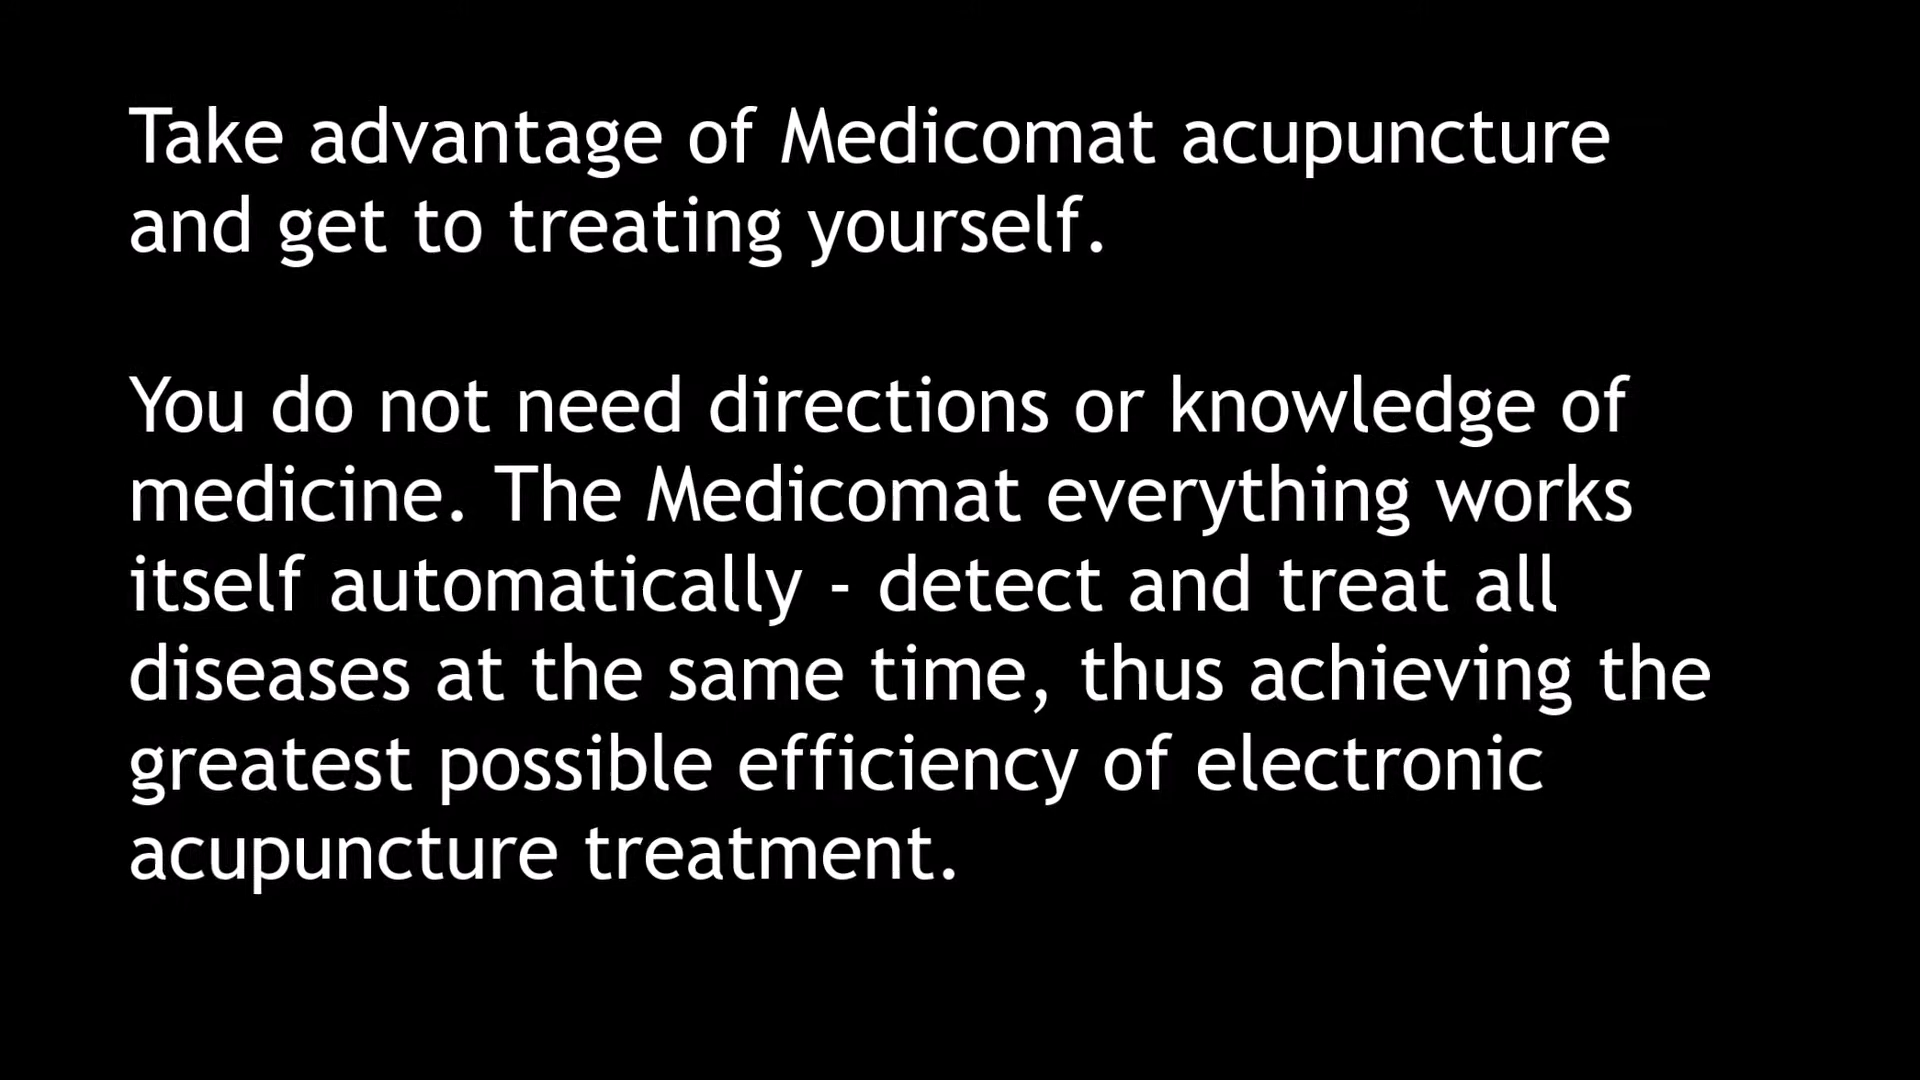 Take advantage of Medicomat acupuncture
and get to treating yourself.
You do not need directions or knowledge of
medicine. The Medicomat everything works
itself automatically - detect and treat all
diseases at the same time, thus achieving the
greatest possible efficiency of electronic
acupuncture treatment.